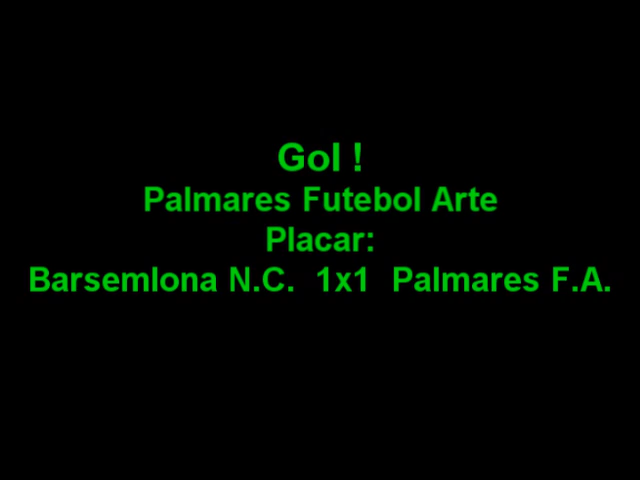 Gol !
Palmares Futebol Arte
Placar:
Barsemlona N.C.  1x1  Palmares F.A.